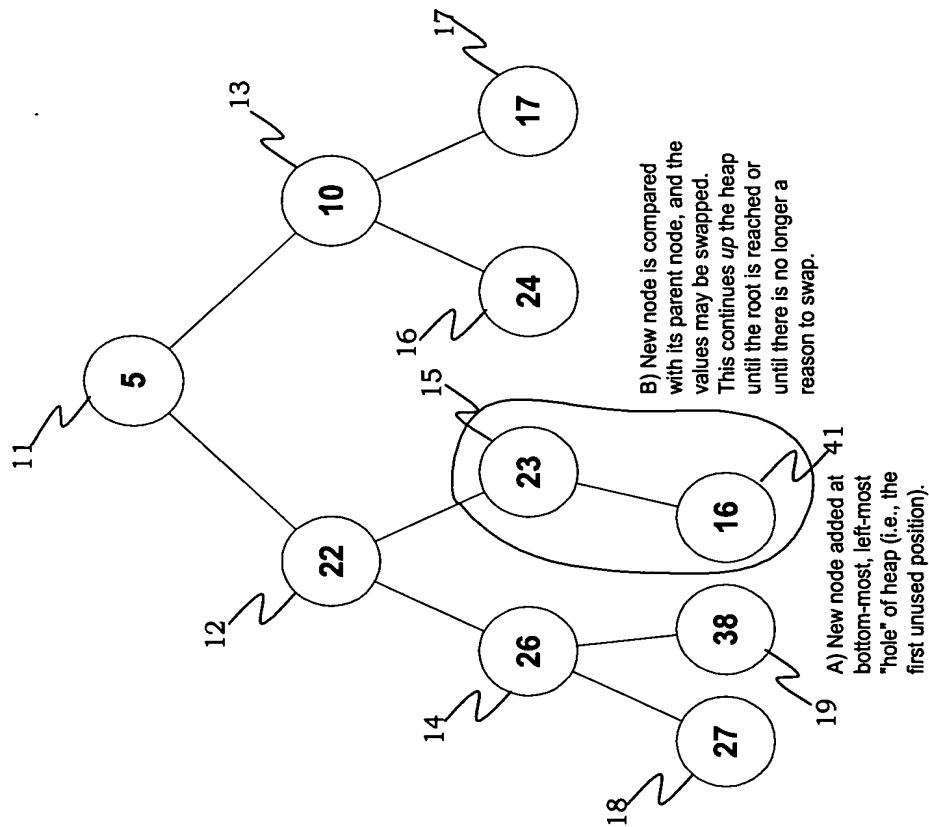 11
5
12
22
13
10
14
26
15
23
16
24
17
17
18
27
19
38
16
41
A) New node added at
bottom-most, left-most
"hole" of heap (i.e., the
first unused position).
B) New node is compared
with its parent node, and the
values may be swapped.
This continues up the heap
until the root is reached or
until there is no longer a
reason to swap.